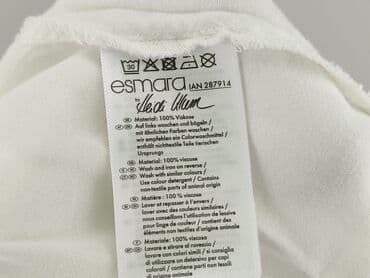 30
esmara IAN 287914
by Heidi Klum
Material: 100% Viskose
Auf links waschen und bügeln /
mit ähnlichen Farben waschen /
wir empfehlen ein Colorwaschmittel /
enthält nichttextile Teile tierischen
Ursprungs
Material: 100% viscose
Wash and iron on reverse /
Wash with similar colours /
Use colour detergent / Contains
non-textile parts of animal origin
Matière : 100 % viscose
Laver et repasser à l'envers /
laver avec des couleurs similaires /
nous conseillons l'utilisation d'une
lessive pour linge de
couleur / contient des
éléments non textiles d'origine
animale
Materiale: 100% viscosa
Lavare e stirare al rovescio /
lavare con colori simili / si consiglia
di utilizzare un detersivo per capi
colorati / Contiene parti non tessili
di origine animale